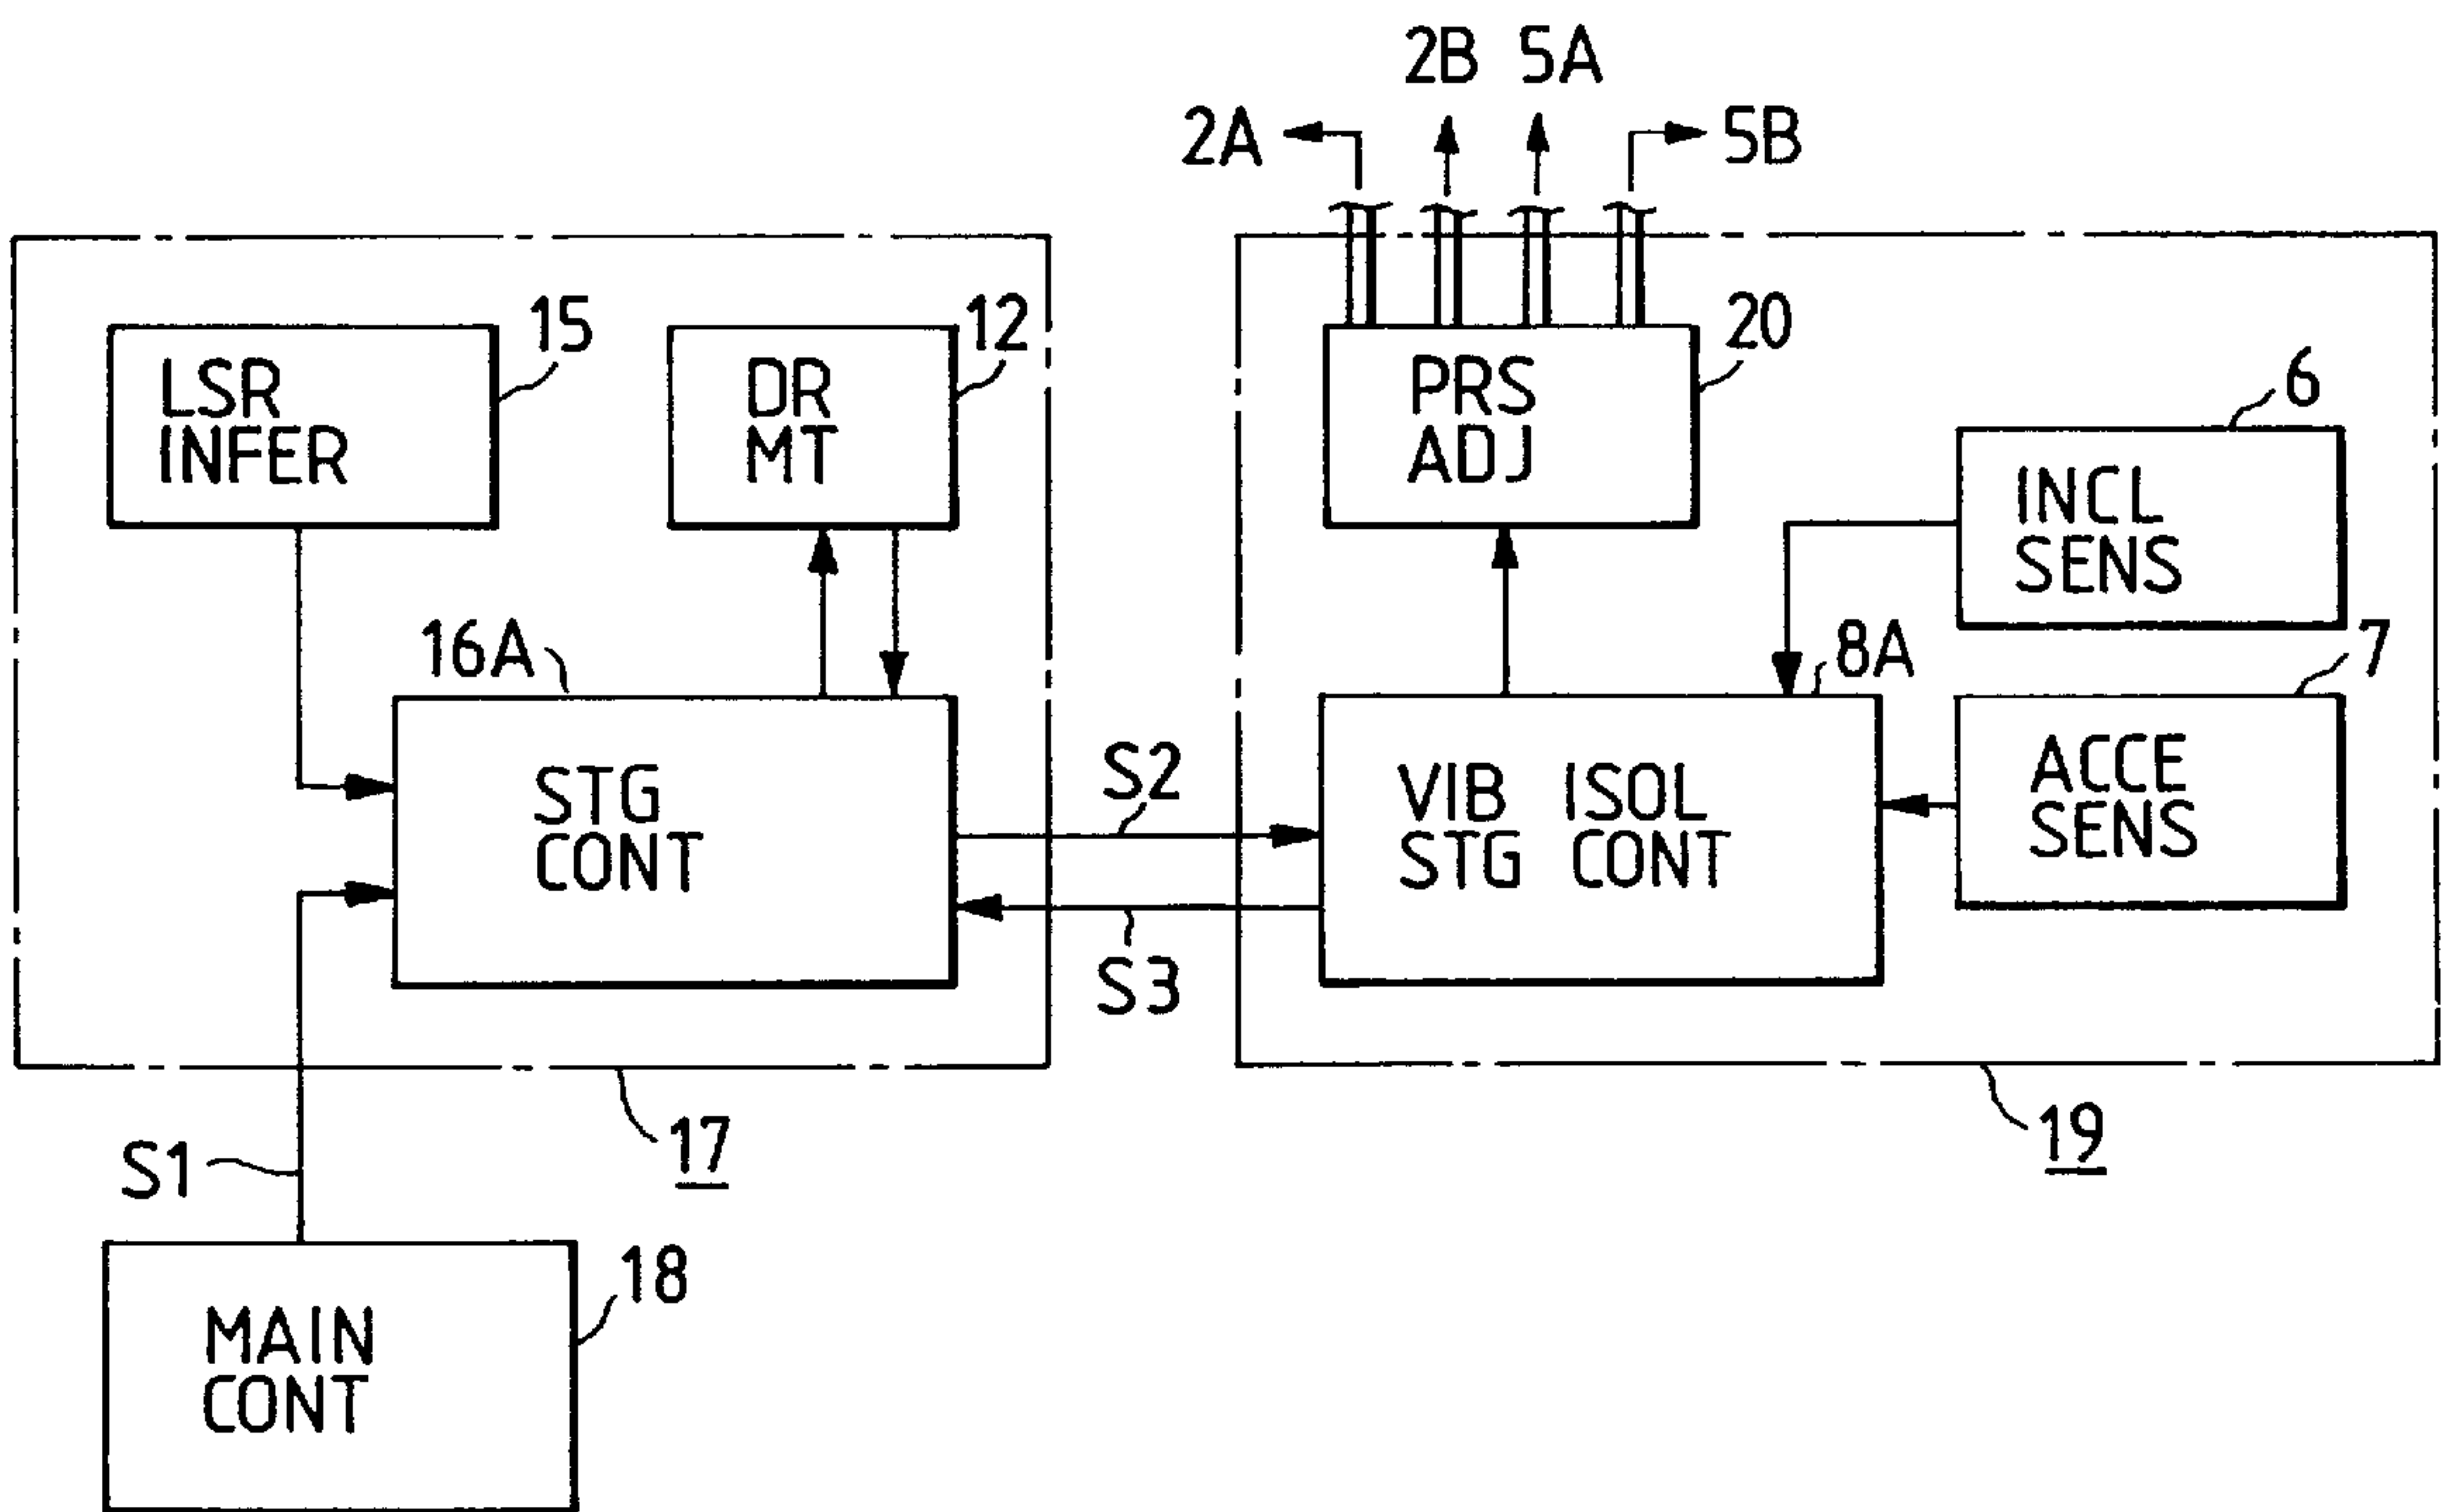 2B 5A
2A 5B
15
12
20
6
LSR
INFER
DR
MT
PRS
ADJ
INCL
SENS
16A
8A
7
STG
CONT
S2
VIB ISOL
STG CONT
ACCE
SENS
S3
S1
17
19
18
MAIN
CONT